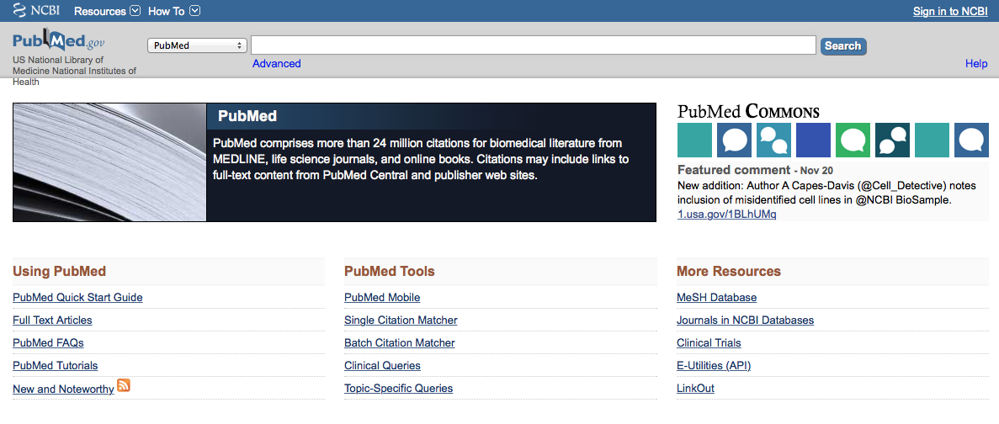 NCBI Resources How To Sign in to NCBI
PubMed.gov
US National Library of
Medicine National Institutes of
Health
PubMed
Search
Advanced
Help
PubMed
PubMed comprises more than 24 million citations for biomedical literature from
MEDLINE, life science journals, and online books. Citations may include links to
full-text content from PubMed Central and publisher web sites.
PubMed Commons
Featured comment - Nov 20
New addition: Author A Capes-Davis (@Cell_Detective) notes
inclusion of misidentified cell lines in @NCBI BioSample.
1.usa.gov/1BLhUMq
Using PubMed
PubMed Quick Start Guide
Full Text Articles
PubMed FAQs
PubMed Tutorials
New and Noteworthy
PubMed Tools
PubMed Mobile
Single Citation Matcher
Batch Citation Matcher
Clinical Queries
Topic-Specific Queries
More Resources
MeSH Database
Journals in NCBI Databases
Clinical Trials
E-Utilities (API)
LinkOut